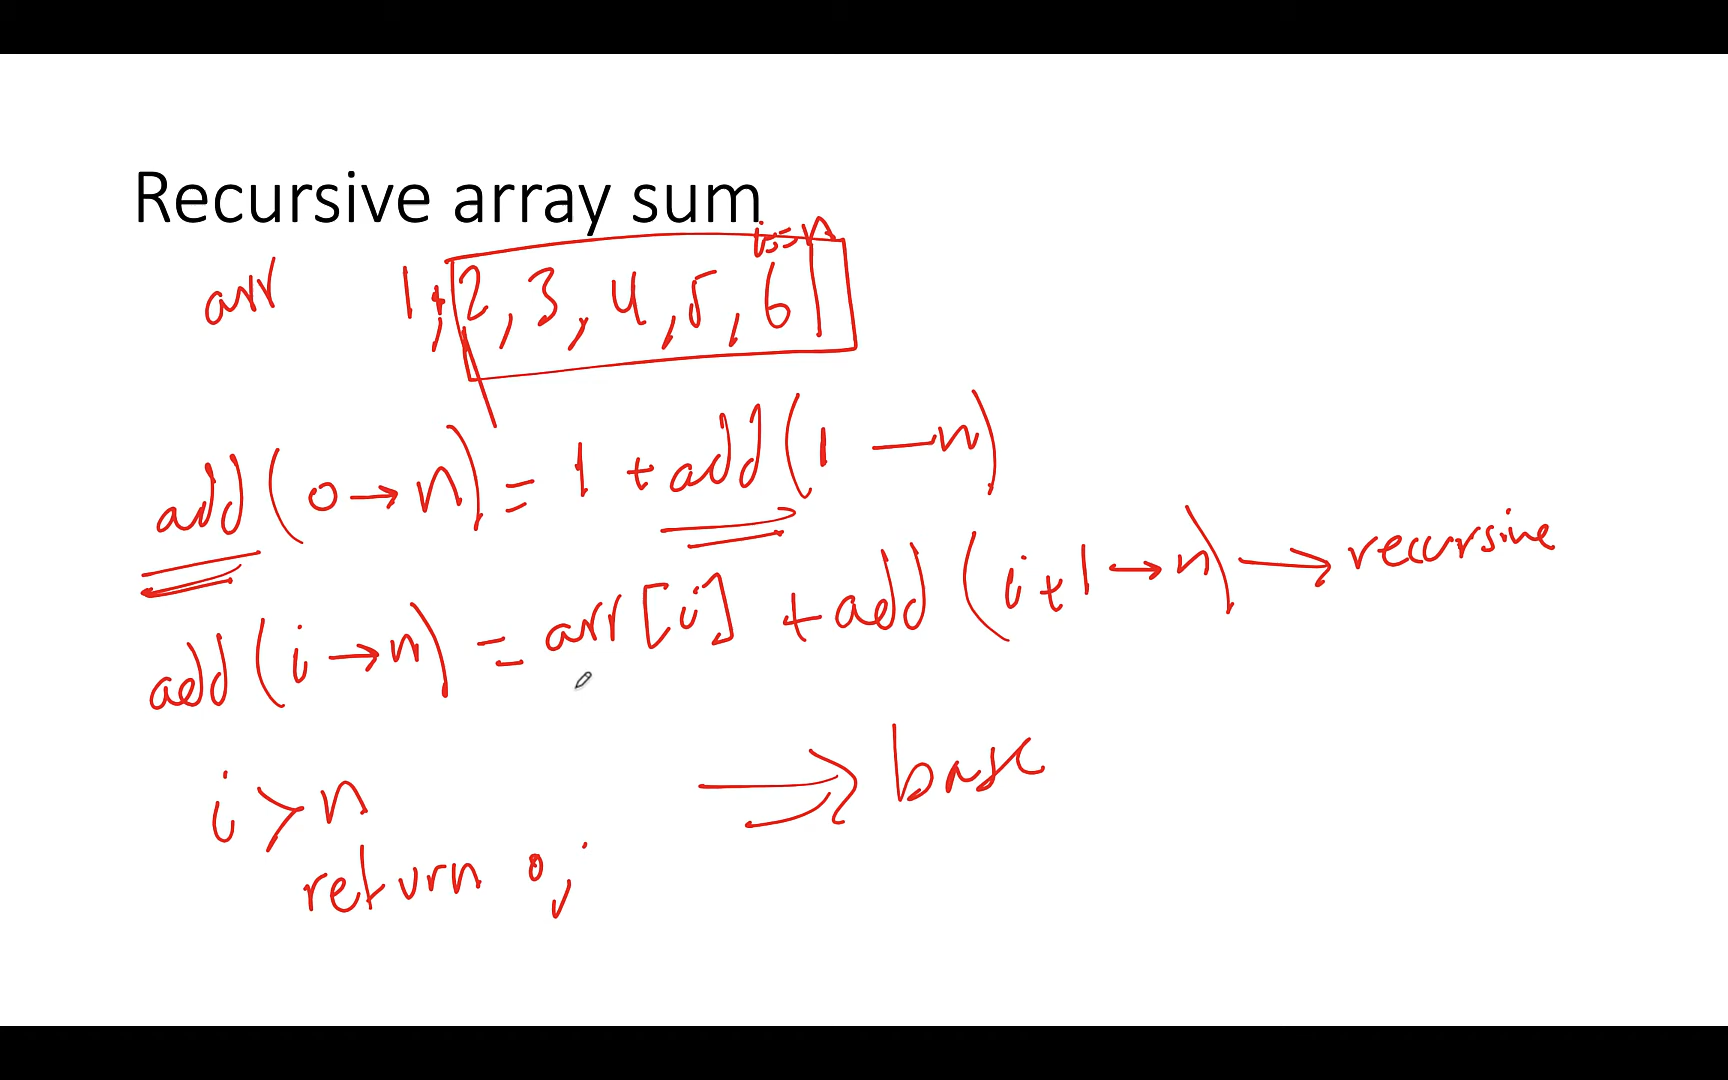 Recursive array sum
i==n
arr 1, + 2, 3, 4, 5, 6
add(0→n) = 1 + add(1—n)
add(i→n) = arr[i] + add(i+1→n) → recursive
i>n → base
return 0;